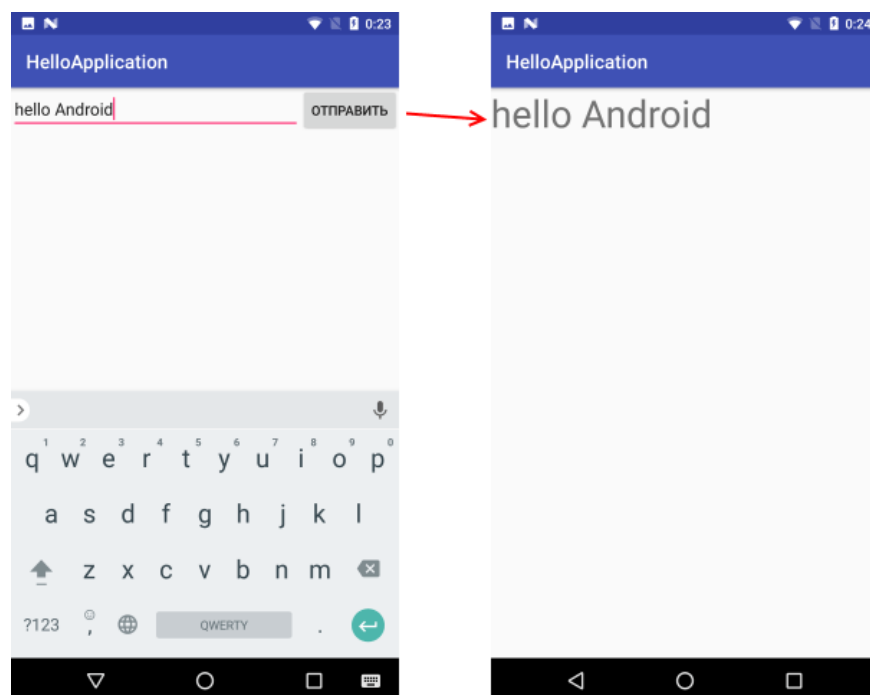 0:23
HelloApplication
hello Android ОТПРАВИТЬ
1 2 3 4 5 6 7 8 9 0
q w e r t y u i o p
a s d f g h j k l
z x c v b n m
?123 , QWERTY .
0:24
HelloApplication
hello Android